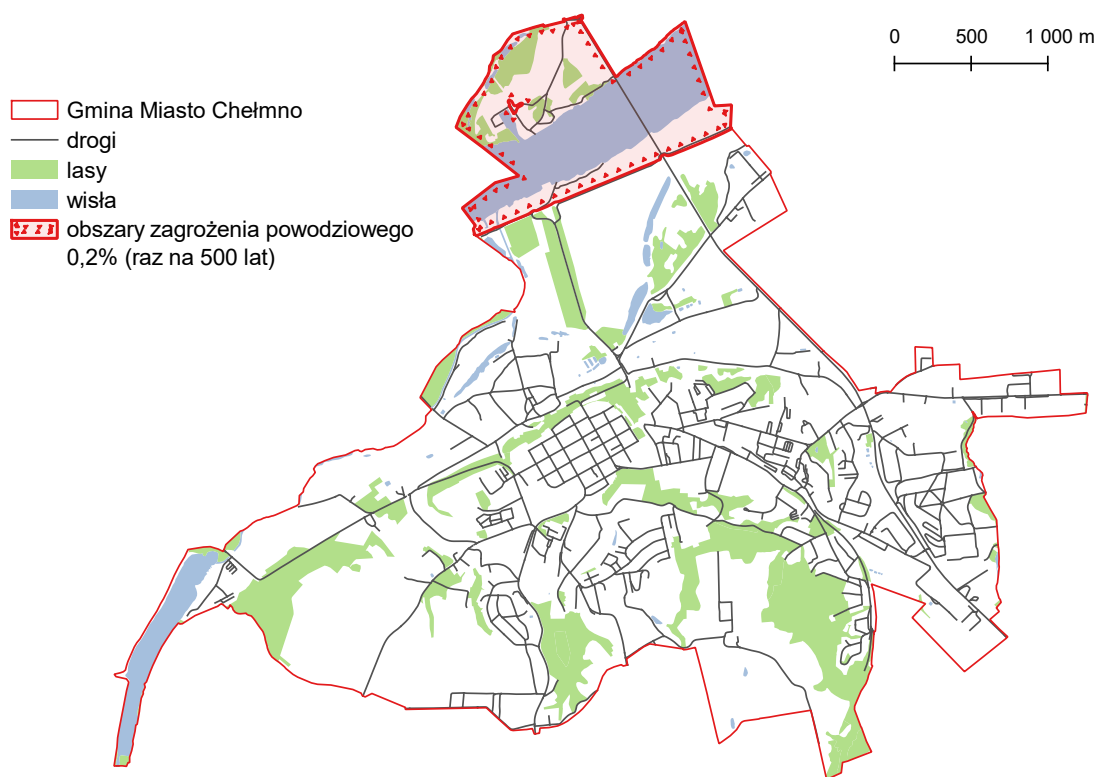 0 500 1 000 m
Gmina Miasto Chełmno
drogi
lasy
wisła
obszary zagrożenia powodziowego
0,2% (raz na 500 lat)